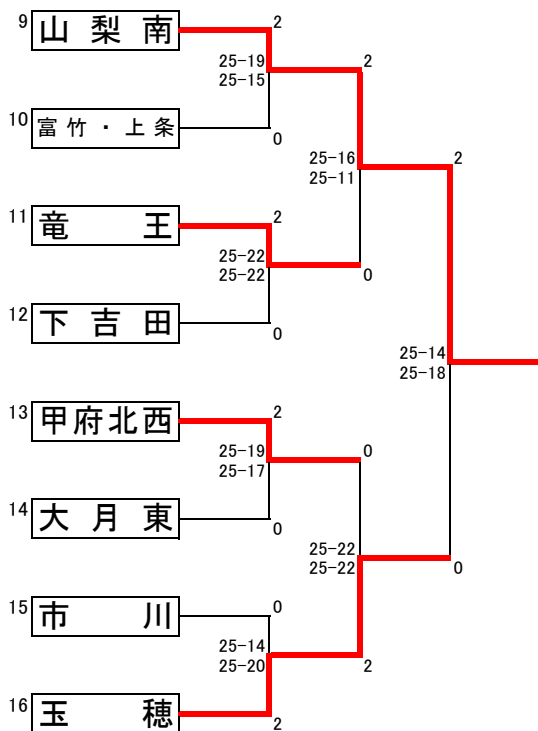 9 山梨南 2
25-19 2
25-15
10 富竹・上条 0
25-16 2
25-11
11 竜王 2
25-22
25-22 0
12 下吉田 0
25-14
25-18
13 甲府北西 2
25-19 0
25-17
14 大月東 0
25-22
25-22 0
15 市川 0
25-14
25-20 2
16 玉穂 2